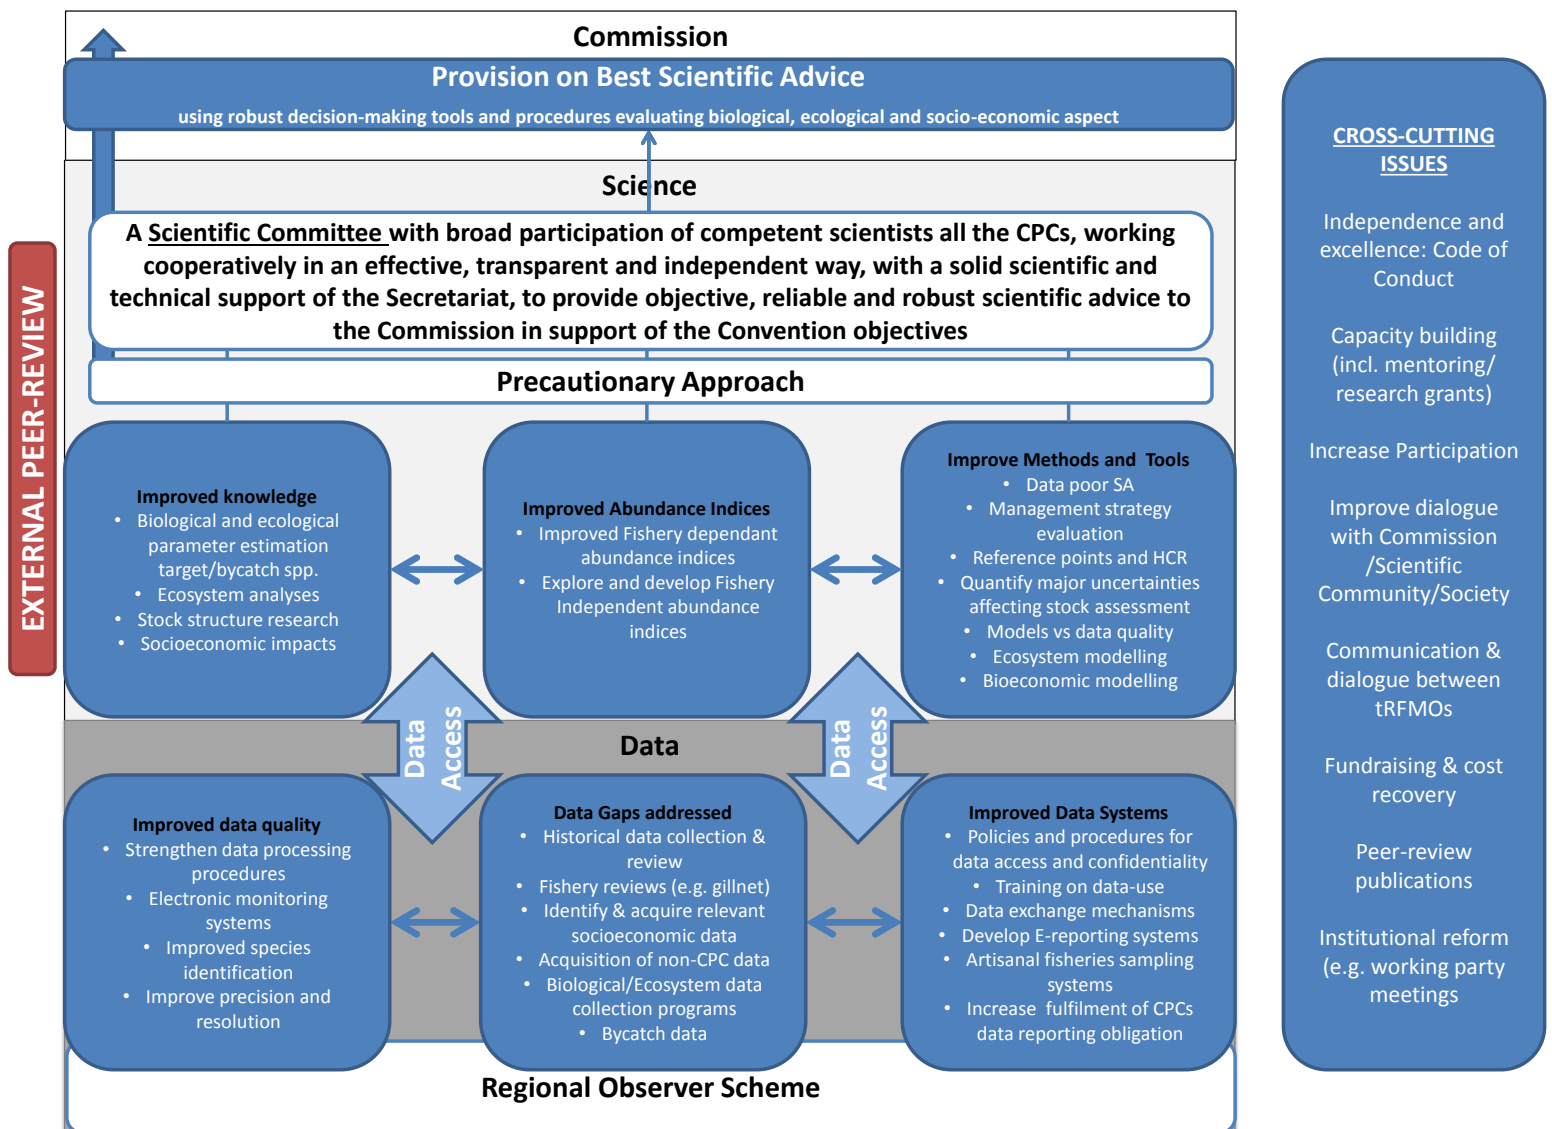 Commission
Provision on Best Scientific Advice
using robust decision-making tools and procedures evaluating biological, ecological and socio-economic aspect
Science
A Scientific Committee with broad participation of competent scientists all the CPCs, working
cooperatively in an effective, transparent and independent way, with a solid scientific and
technical support of the Secretariat, to provide objective, reliable and robust scientific advice to
the Commission in support of the Convention objectives
Precautionary Approach
EXTERNAL PEER-REVIEW
Improved knowledge
• Biological and ecological
parameter estimation
target/bycatch spp.
• Ecosystem analyses
• Stock structure research
• Socioeconomic impacts
Improved Abundance Indices
• Improved Fishery dependant
abundance indices
• Explore and develop Fishery
Independent abundance
indices
Improve Methods and Tools
• Data poor SA
• Management strategy
evaluation
• Reference points and HCR
• Quantify major uncertainties
affecting stock assessment
• Models vs data quality
• Ecosystem modelling
• Bioeconomic modelling
Data
Access
Data
Access
Data
Improved data quality
• Strengthen data processing
procedures
• Electronic monitoring
systems
• Improved species
identification
• Improve precision and
resolution
Data Gaps addressed
• Historical data collection &
review
• Fishery reviews (e.g. gillnet)
• Identify & acquire relevant
socioeconomic data
• Acquisition of non-CPC data
• Biological/Ecosystem data
collection programs
• Bycatch data
Improved Data Systems
• Policies and procedures for
data access and confidentiality
• Training on data-use
• Data exchange mechanisms
• Develop E-reporting systems
• Artisanal fisheries sampling
systems
• Increase fulfilment of CPCs
data reporting obligation
Regional Observer Scheme
CROSS-CUTTING
ISSUES
Independence and
excellence: Code of
Conduct
Capacity building
(incl. mentoring/
research grants)
Increase Participation
Improve dialogue
with Commission
/Scientific
Community/Society
Communication &
dialogue between
tRFMOs
Fundraising & cost
recovery
Peer-review
publications
Institutional reform
(e.g. working party
meetings